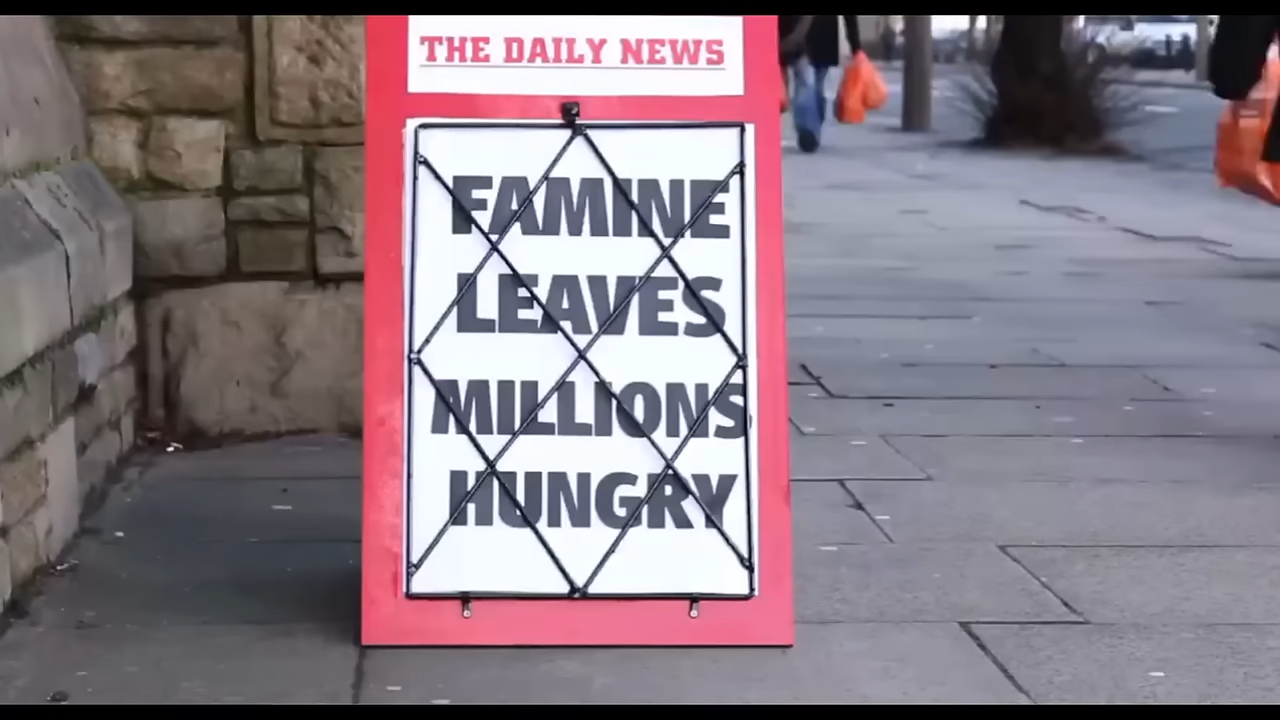 THE DAILY NEWS
FAMINE
LEAVES
MILLIONS
HUNGRY